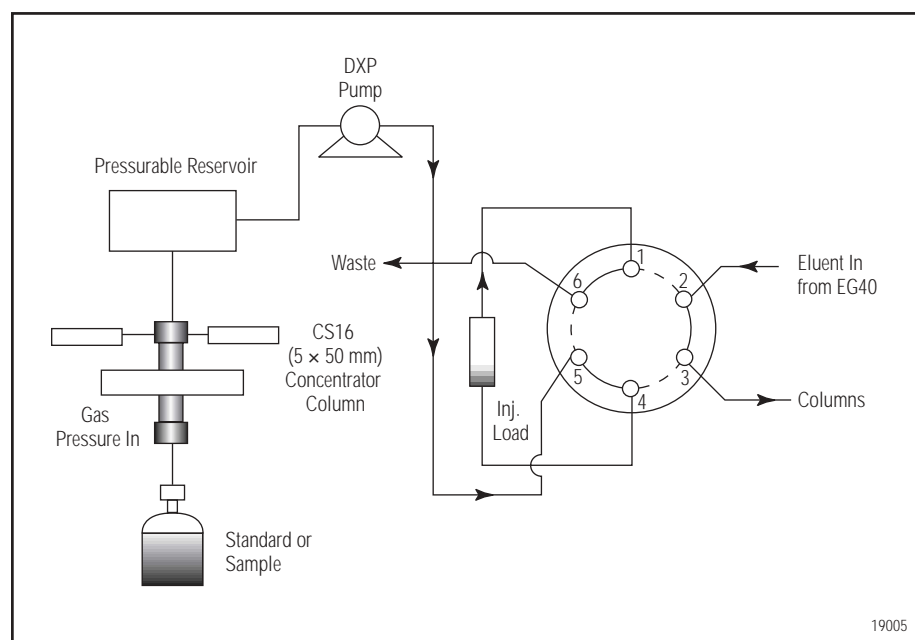 DXP
Pump
Pressurable Reservoir
Waste
1
2
3
4
5
6
Eluent In
from EG40
CS16
(5 × 50 mm)
Concentrator
Column
Gas
Pressure In
Inj.
Load
Columns
Standard or
Sample
19005